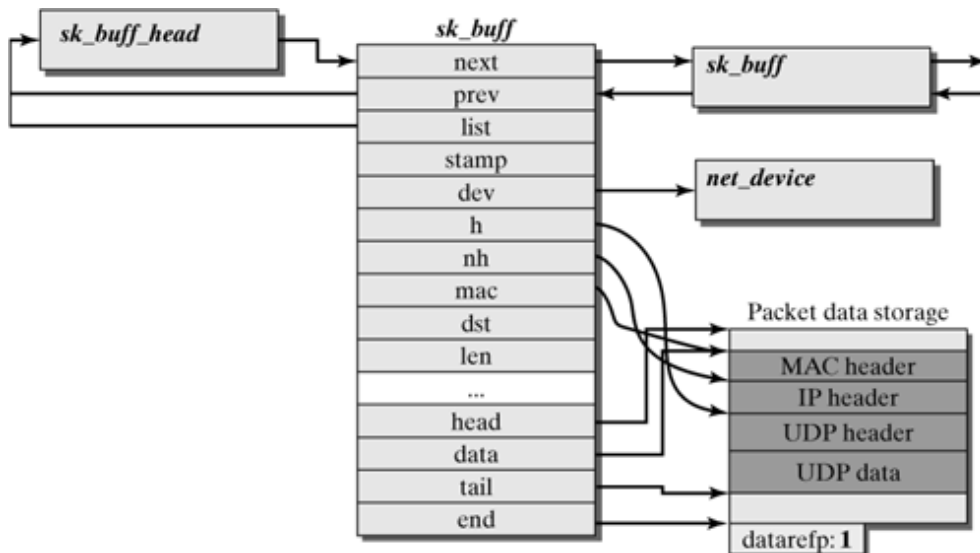 sk_buff_head
sk_buff
next
prev
list
stamp
dev
h
nh
mac
dst
len
...
head
data
tail
end
sk_buff
net_device
Packet data storage
MAC header
IP header
UDP header
UDP data
datarefp: 1